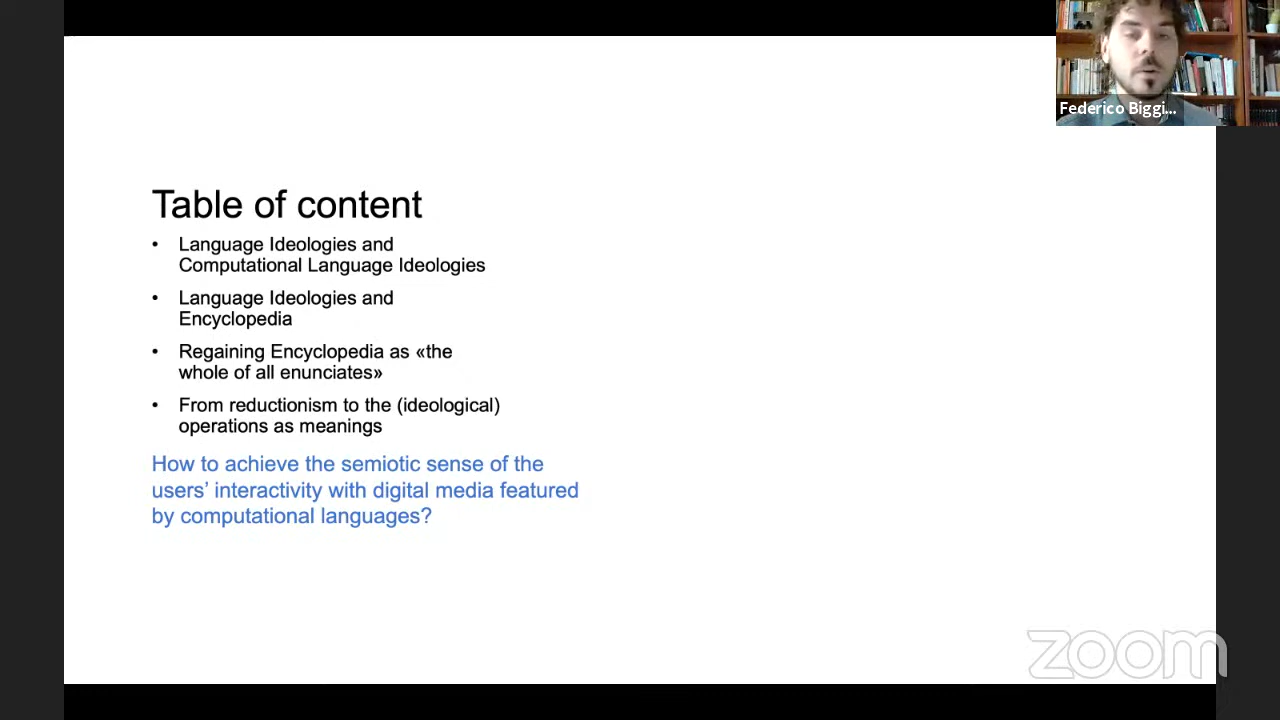 Federico Biggi...
Table of content
• Language Ideologies and
Computational Language Ideologies
• Language Ideologies and
Encyclopedia
• Regaining Encyclopedia as «the
whole of all enunciates»
• From reductionism to the (ideological)
operations as meanings
How to achieve the semiotic sense of the
users’ interactivity with digital media featured
by computational languages?
zoom